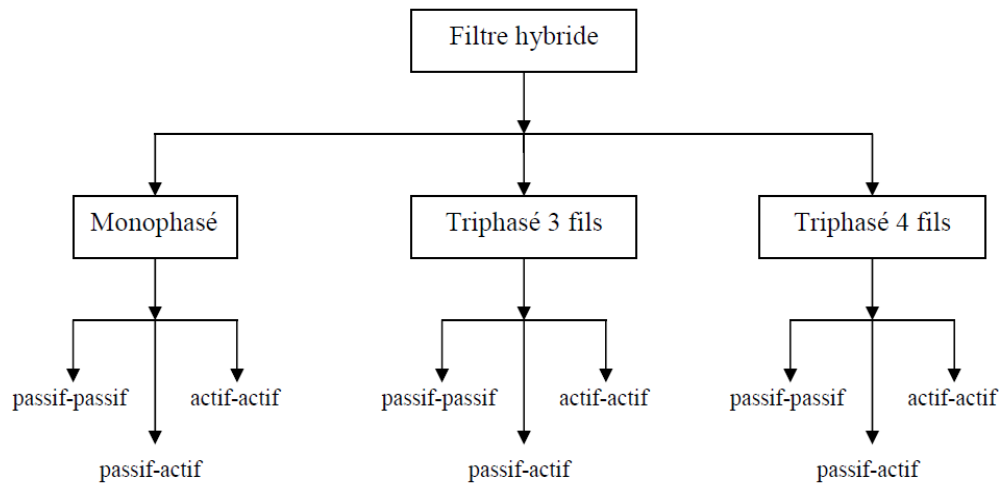 Filtre hybride
Monophasé
Triphasé 3 fils
Triphasé 4 fils
passif-passif
actif-actif
passif-actif
passif-passif
actif-actif
passif-actif
passif-passif
actif-actif
passif-actif